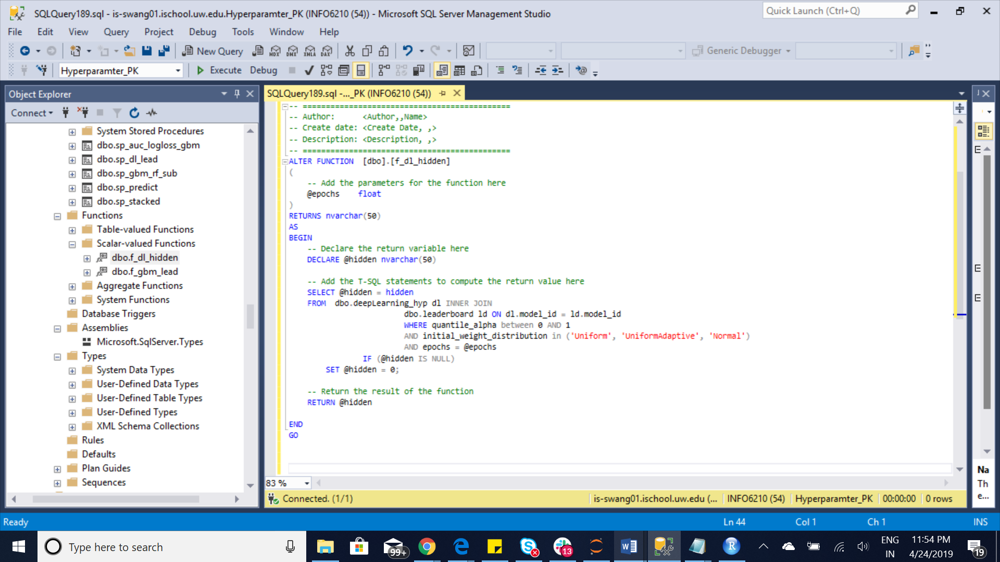 SQLQuery189.sql - is-swang01.ischool.uw.edu.Hyperparamter_PK (INFO6210 (54)) - Microsoft SQL Server Management Studio
Quick Launch (Ctrl+Q)
File Edit View Query Project Debug Tools Window Help
New Query MDX DMX XMLA DAX Generic Debugger
Hyperparamter_PK Execute Debug
Object Explorer
Connect
System Stored Procedures
dbo.sp_auc_logloss_gbm
dbo.sp_dl_lead
dbo.sp_gbm_rf_sub
dbo.sp_predict
dbo.sp_stacked
Functions
Table-valued Functions
Scalar-valued Functions
dbo.f_dl_hidden
dbo.f_gbm_lead
Aggregate Functions
System Functions
Database Triggers
Assemblies
Microsoft.SqlServer.Types
Types
System Data Types
User-Defined Data Types
User-Defined Table Types
User-Defined Types
XML Schema Collections
Rules
Defaults
Plan Guides
Sequences
SQLQuery189.sql -..._PK (INFO6210 (54))
-- =============================================
-- Author:      <Author,,Name>
-- Create date: <Create Date, ,>
-- Description: <Description, ,>
-- =============================================
ALTER FUNCTION  [dbo].[f_dl_hidden]
(
-- Add the parameters for the function here
@epochs    float
)
RETURNS nvarchar(50)
AS
BEGIN
-- Declare the return variable here
DECLARE @hidden nvarchar(50)
-- Add the T-SQL statements to compute the return value here
SELECT @hidden = hidden
FROM  dbo.deepLearning_hyp dl INNER JOIN
dbo.leaderboard ld ON dl.model_id = ld.model_id
WHERE quantile_alpha between 0 AND 1
AND initial_weight_distribution in ('Uniform', 'UniformAdaptive', 'Normal')
AND epochs = @epochs
IF (@hidden IS NULL)
SET @hidden = 0;
-- Return the result of the function
RETURN @hidden
END
GO
83 %
Connected. (1/1)
is-swang01.ischool.uw.edu (... INFO6210 (54) Hyperparamter_PK 00:00:00 0 rows
Na
Th
e...
Ready Ln 44 Col 1 Ch 1 INS
Type here to search
99+
13
W
R
ENG
IN
11:54 PM
4/24/2019
19